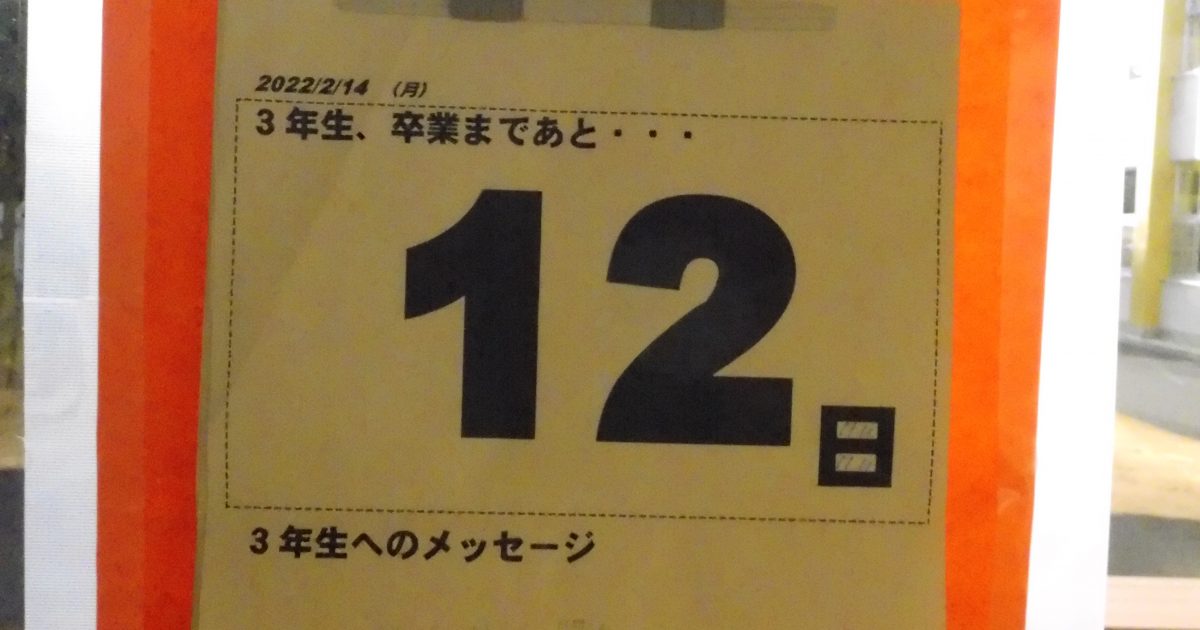 2022/2/14 （月）
3年生、卒業まであと・・・
12日
3年生へのメッセージ